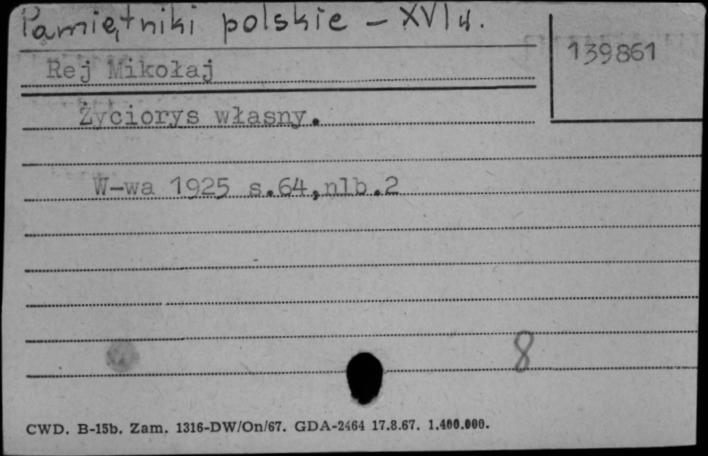 Pamiętniki polskie – XVI w.
139861
Rej Mikołaj
Życiorys własny.
W-wa 1925 s.64,nlb.2
8
CWD. B-15b. Zam. 1316-DW/On/67. GDA-2464 17.8.67. 1.400.000.